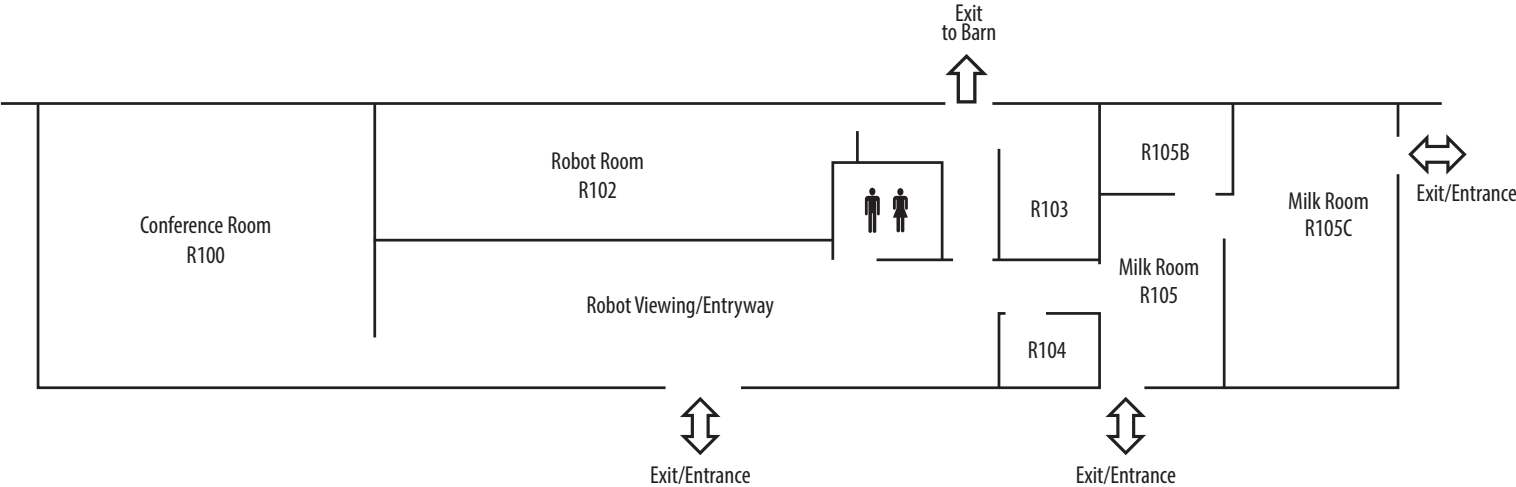 Exit
to Barn
Robot Room
R102
R105B
Exit/Entrance
Conference Room
R100
R103
Milk Room
R105C
Milk Room
R105
Robot Viewing/Entryway
R104
Exit/Entrance
Exit/Entrance